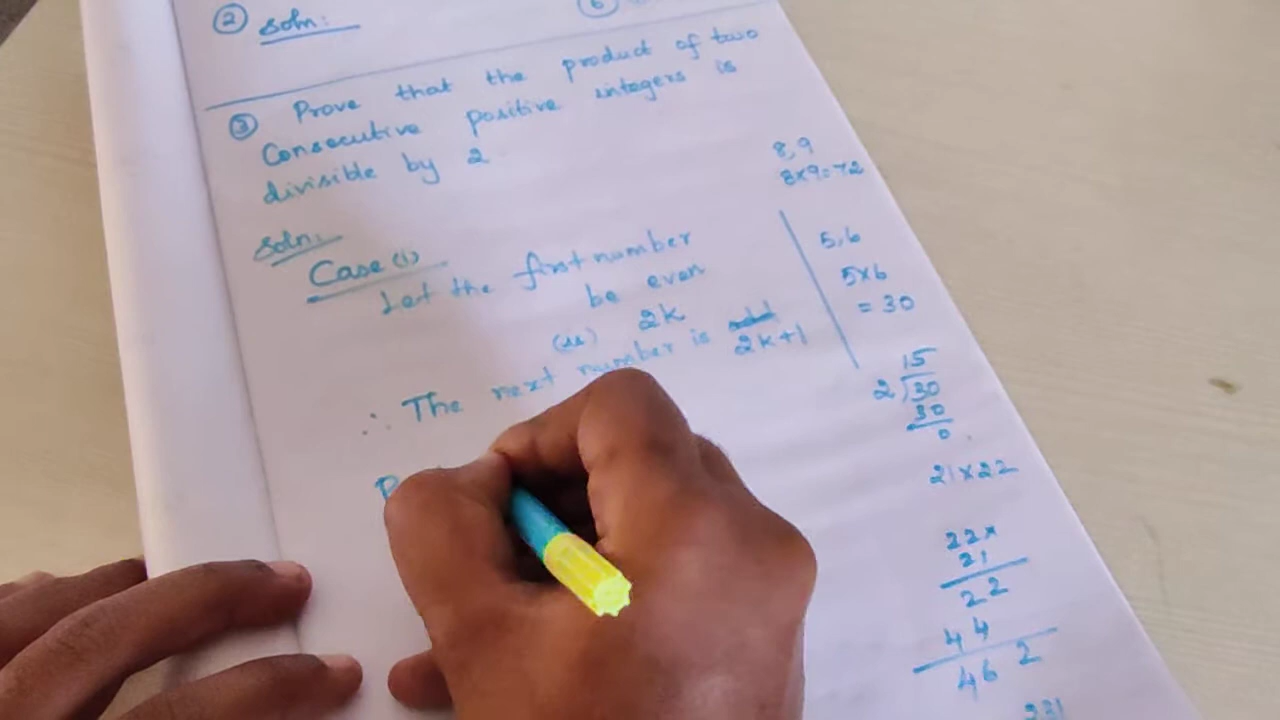 ② Soln:
6
③ Prove that the product of two
Consecutive positive integers is
divisible by 2
Soln:
Case (i)
Let the first number
be even
2k
∴ The next number is 2k+1
8,9
8×9=72
5,6
5×6
= 30
15
2)30
30
0
21×22
22×
21
22
44
462
231